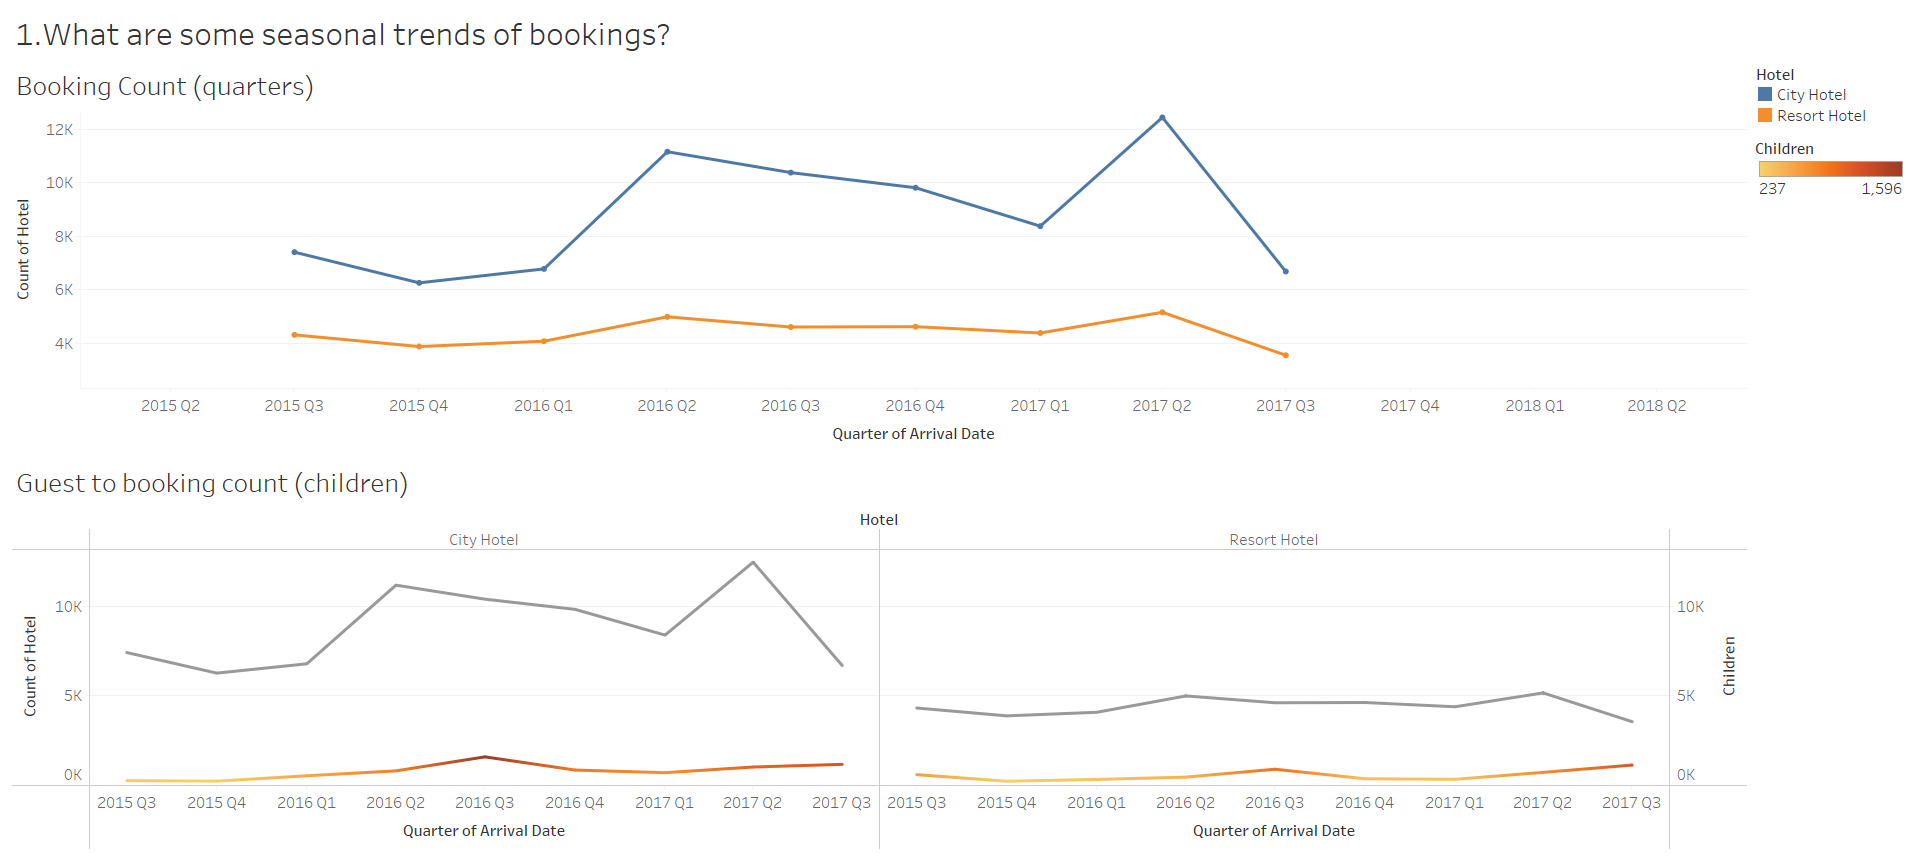 1.What are some seasonal trends of bookings?
Booking Count (quarters)
Hotel
City Hotel
Resort Hotel
Children
237 1,596
Count of Hotel
12K
10K
8K
6K
4K
2015 Q2 2015 Q3 2015 Q4 2016 Q1 2016 Q2 2016 Q3 2016 Q4 2017 Q1 2017 Q2 2017 Q3 2017 Q4 2018 Q1 2018 Q2
Quarter of Arrival Date
Guest to booking count (children)
Hotel
City Hotel Resort Hotel
Count of Hotel
10K
5K
0K
10K
5K
0K
Children
2015 Q3 2015 Q4 2016 Q1 2016 Q2 2016 Q3 2016 Q4 2017 Q1 2017 Q2 2017 Q3 2015 Q3 2015 Q4 2016 Q1 2016 Q2 2016 Q3 2016 Q4 2017 Q1 2017 Q2 2017 Q3
Quarter of Arrival Date Quarter of Arrival Date